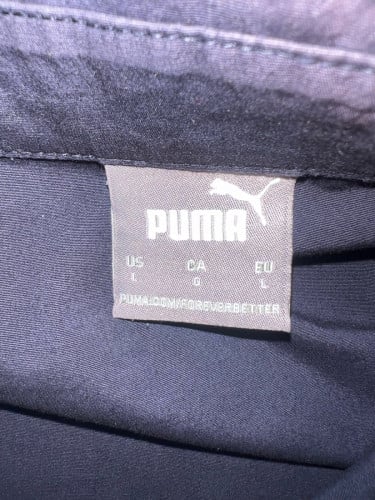 PUMA
US CA EU
L G L
PUMA.COM/FOREVERBETTER